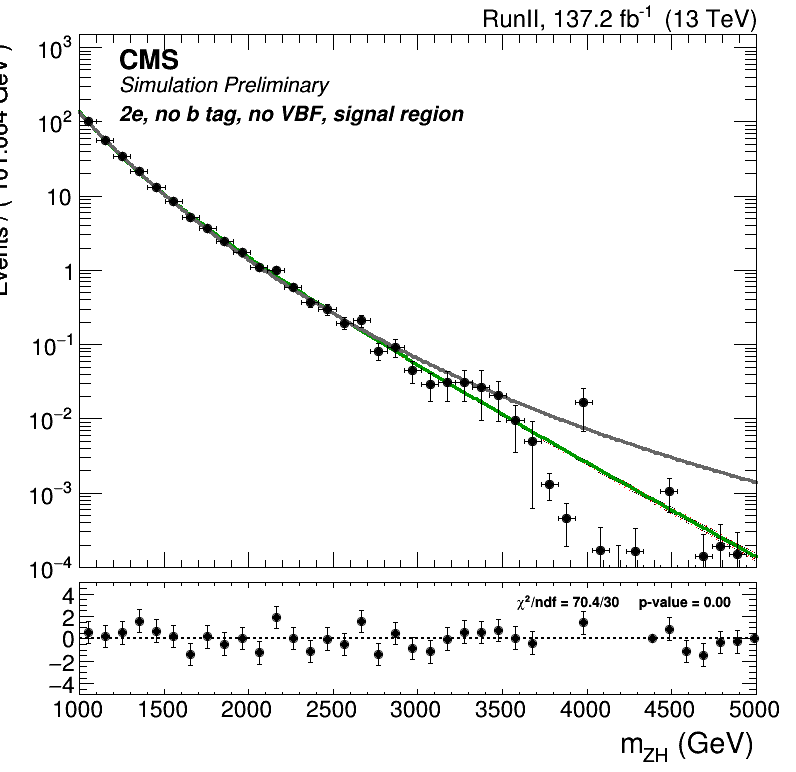 RunII, 137.2 fb⁻¹ (13 TeV)
CMS
Simulation Preliminary
2e, no b tag, no VBF, signal region
10³
10²
10
1
10⁻¹
10⁻²
10⁻³
10⁻⁴
χ²/ndf = 70.4/30 p-value = 0.00
4
2
0
−2
−4
1000 1500 2000 2500 3000 3500 4000 4500 5000
m_ZH (GeV)